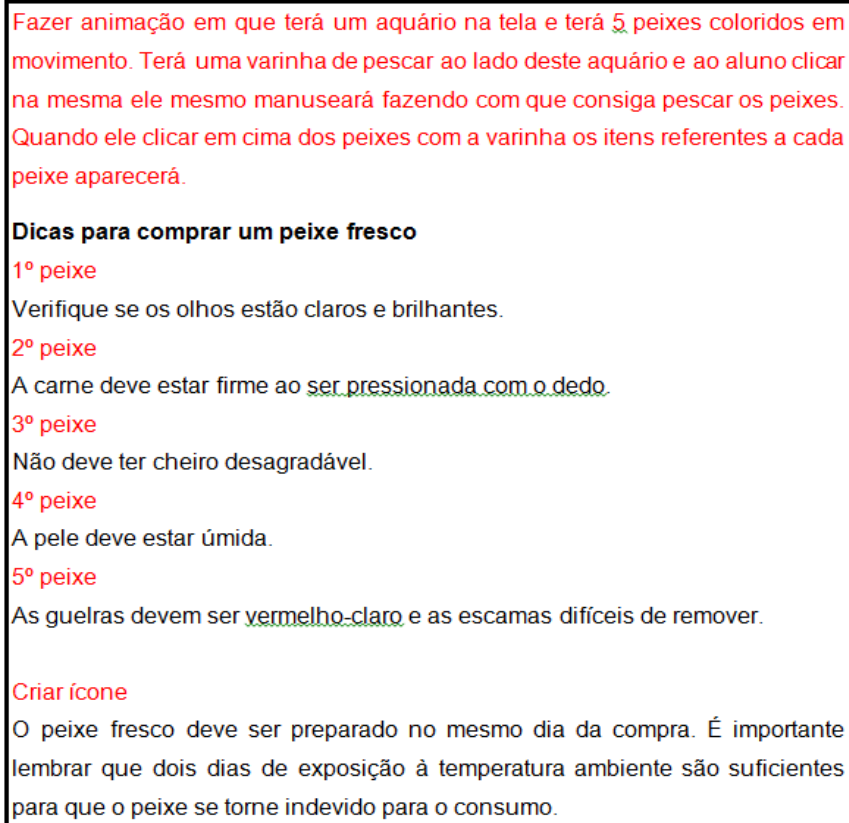 Fazer animação em que terá um aquário na tela e terá 5 peixes coloridos em
movimento. Terá uma varinha de pescar ao lado deste aquário e ao aluno clicar
na mesma ele mesmo manuseará fazendo com que consiga pescar os peixes.
Quando ele clicar em cima dos peixes com a varinha os itens referentes a cada
peixe aparecerá.
Dicas para comprar um peixe fresco
1º peixe
Verifique se os olhos estão claros e brilhantes.
2º peixe
A carne deve estar firme ao ser pressionada com o dedo.
3º peixe
Não deve ter cheiro desagradável.
4º peixe
A pele deve estar úmida.
5º peixe
As guelras devem ser vermelho-claro e as escamas difíceis de remover.
Criar ícone
O peixe fresco deve ser preparado no mesmo dia da compra. É importante
lembrar que dois dias de exposição à temperatura ambiente são suficientes
para que o peixe se torne indevido para o consumo.